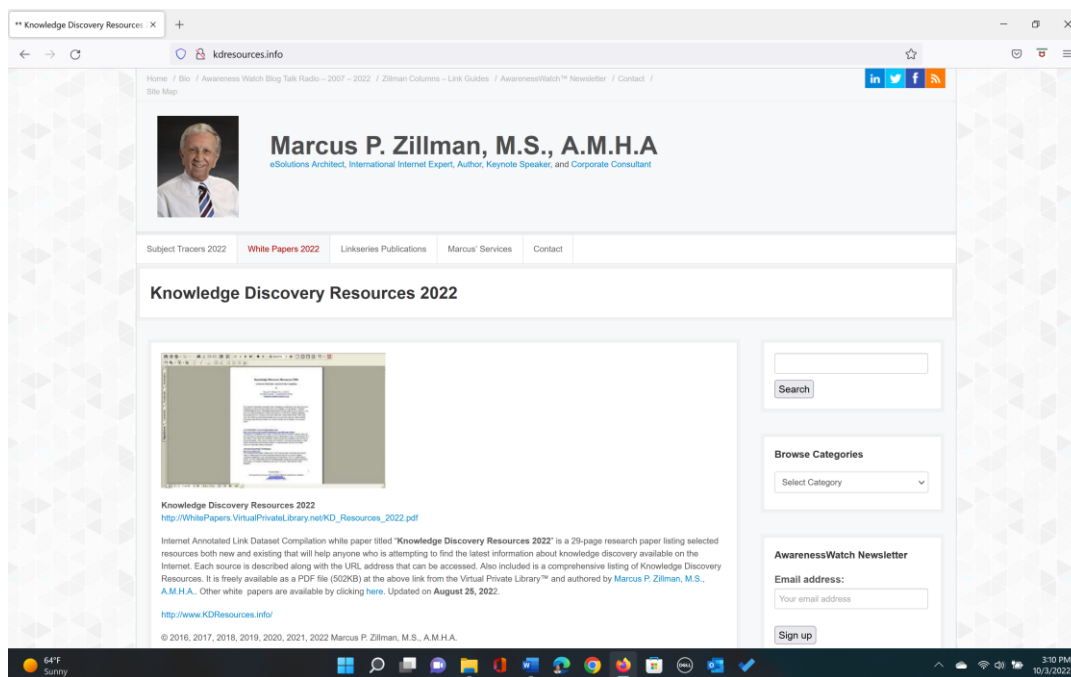 ** Knowledge Discovery Resources
kdresources.info
Home / Bio / Awareness Watch Blog Talk Radio – 2007 – 2022 / Zillman Columns – Link Guides / AwarenessWatch™ Newsletter / Contact /
Site Map
Marcus P. Zillman, M.S., A.M.H.A
eSolutions Architect, International Internet Expert, Author, Keynote Speaker, and Corporate Consultant
Subject Tracers 2022 White Papers 2022 Linkseries Publications Marcus' Services Contact
Knowledge Discovery Resources 2022
Search
Browse Categories
Select Category
Knowledge Discovery Resources 2022
http://WhitePapers.VirtualPrivateLibrary.net/KD_Resources_2022.pdf
Internet Annotated Link Dataset Compilation white paper titled "Knowledge Discovery Resources 2022" is a 29-page research paper listing selected
resources both new and existing that will help anyone who is attempting to find the latest information about knowledge discovery available on the
Internet. Each source is described along with the URL address that can be accessed. Also included is a comprehensive listing of Knowledge Discovery
Resources. It is freely available as a PDF file (502KB) at the above link from the Virtual Private Library™ and authored by Marcus P. Zillman, M.S.,
A.M.H.A.. Other white papers are available by clicking here. Updated on August 25, 2022.
http://www.KDResources.info/
© 2016, 2017, 2018, 2019, 2020, 2021, 2022 Marcus P. Zillman, M.S., A.M.H.A.
AwarenessWatch Newsletter
Email address:
Your email address
Sign up
64°F
Sunny
3:10 PM
10/3/2022